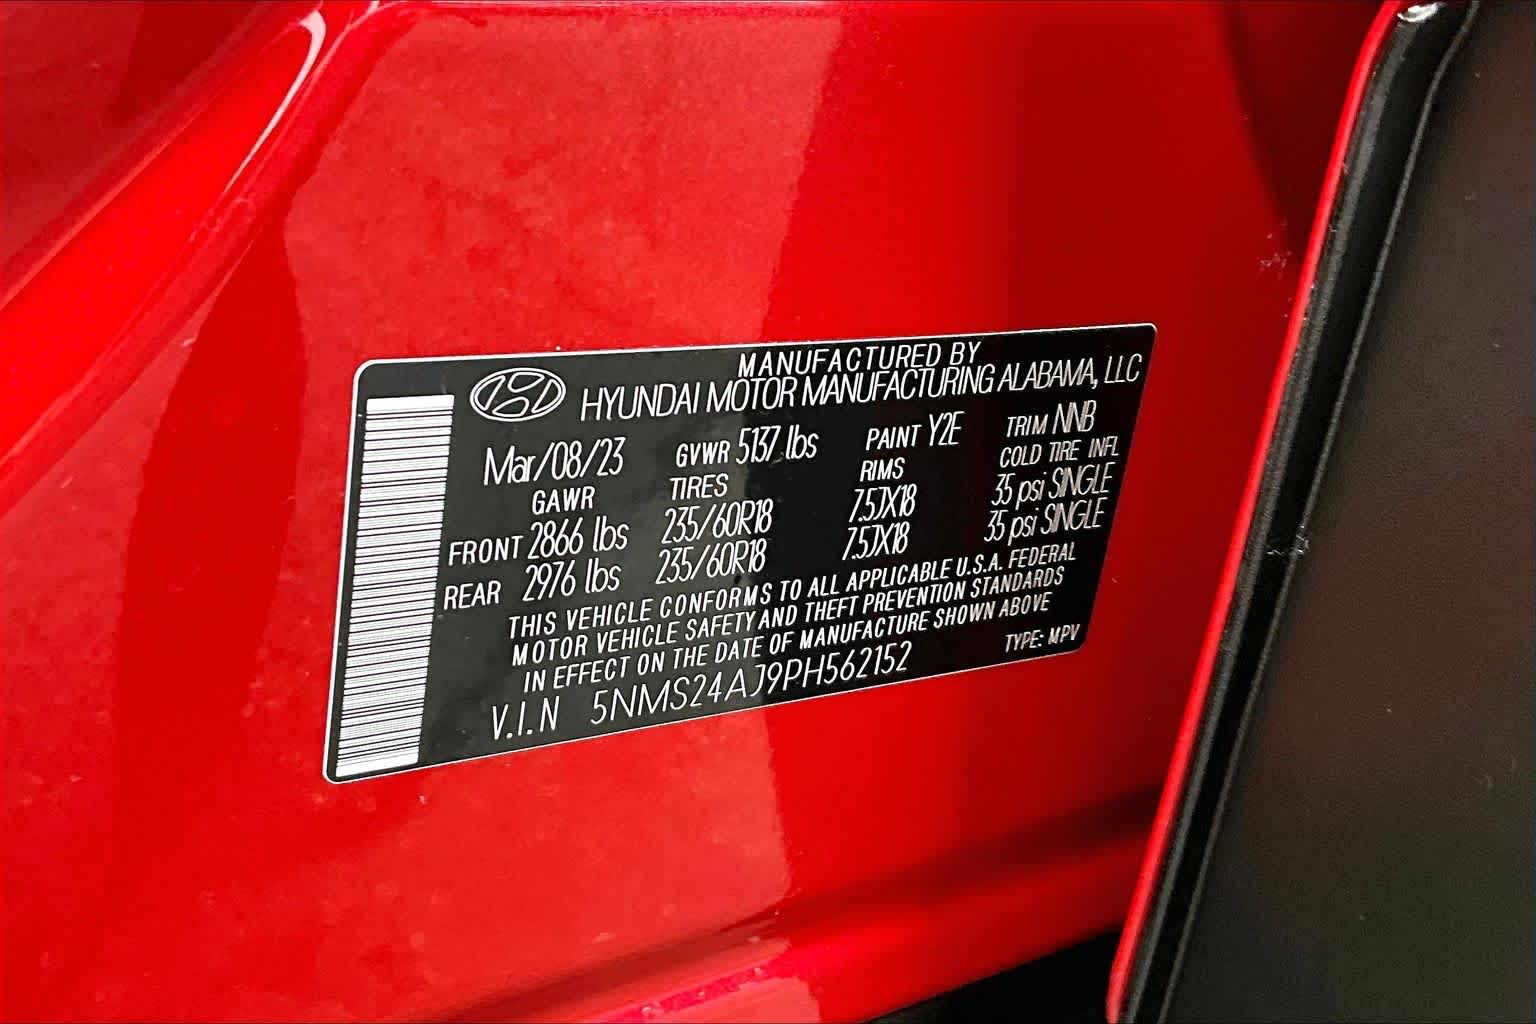 MANUFACTURED BY
HYUNDAI MOTOR MANUFACTURING ALABAMA, LLC
Mar/08/23 GVWR 5137 lbs PAINT Y2E TRIM NNB
GAWR TIRES RIMS COLD TIRE INFL
FRONT 2866 lbs 235/60R18 7.5JX18 35 psi SINGLE
REAR 2976 lbs 235/60R18 7.5JX18 35 psi SINGLE
THIS VEHICLE CONFORMS TO ALL APPLICABLE U.S.A. FEDERAL
MOTOR VEHICLE SAFETY AND THEFT PREVENTION STANDARDS
IN EFFECT ON THE DATE OF MANUFACTURE SHOWN ABOVE
V.I.N 5NMS24AJ9PH562152 TYPE: MPV